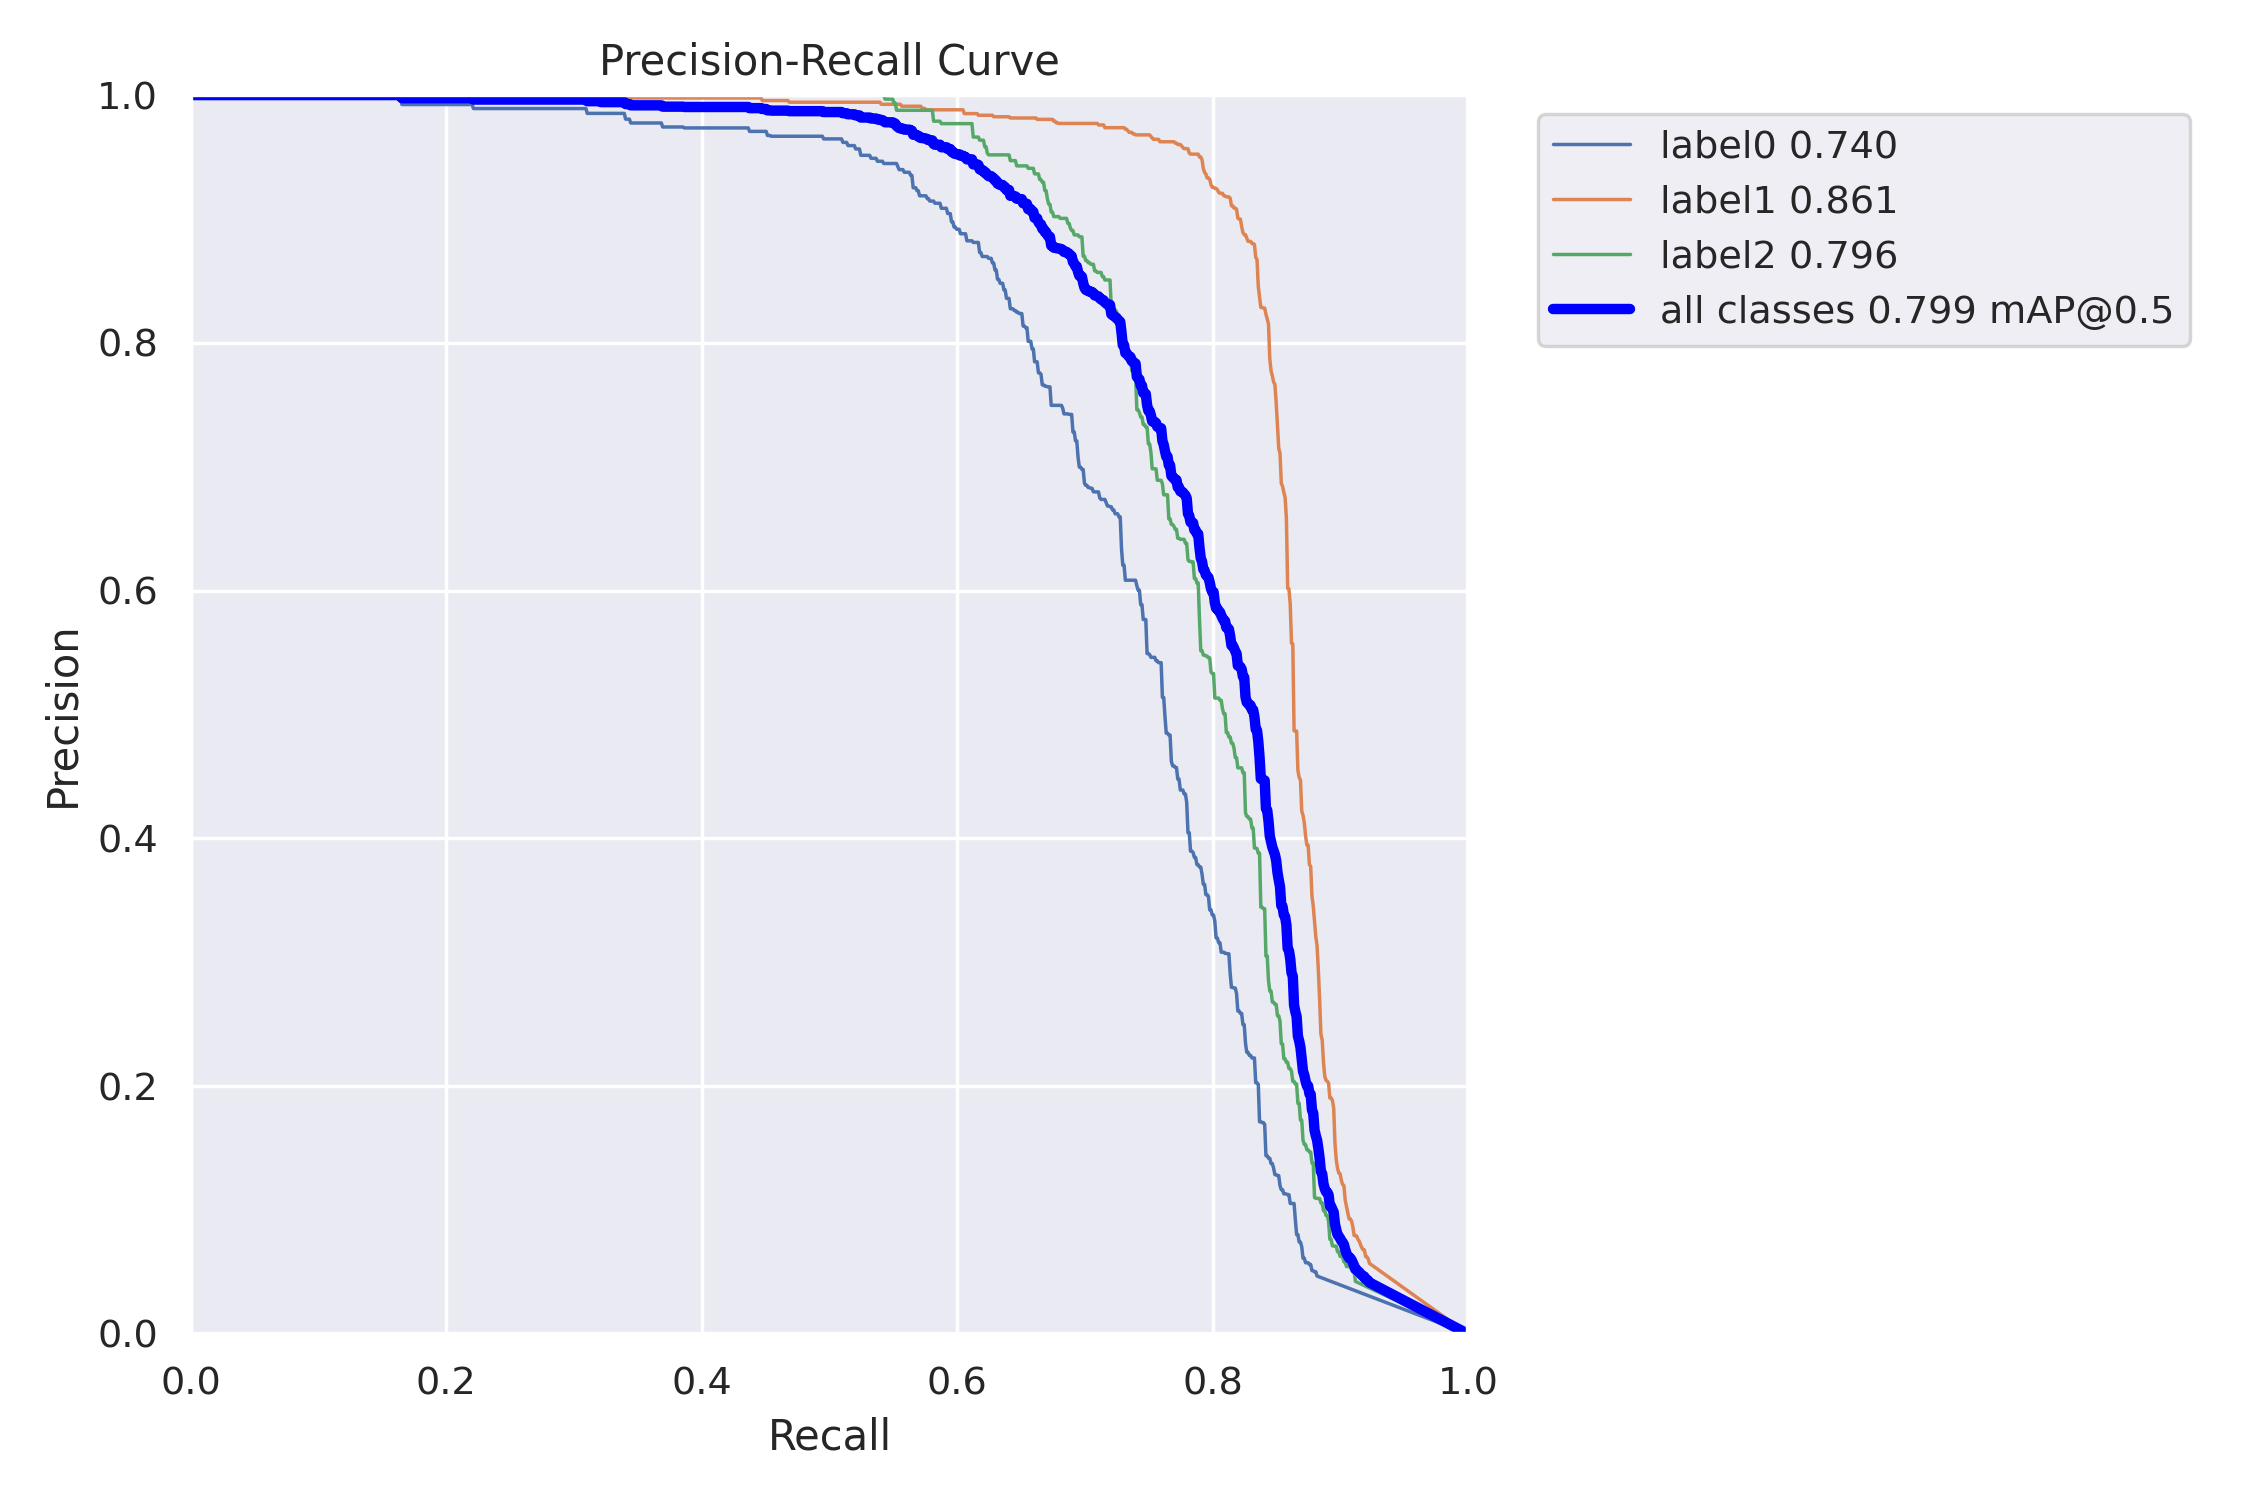 Precision-Recall Curve
1.0
0.8
0.6
0.4
0.2
0.0
Precision
0.0 0.2 0.4 0.6 0.8 1.0
Recall
label0 0.740
label1 0.861
label2 0.796
all classes 0.799 mAP@0.5